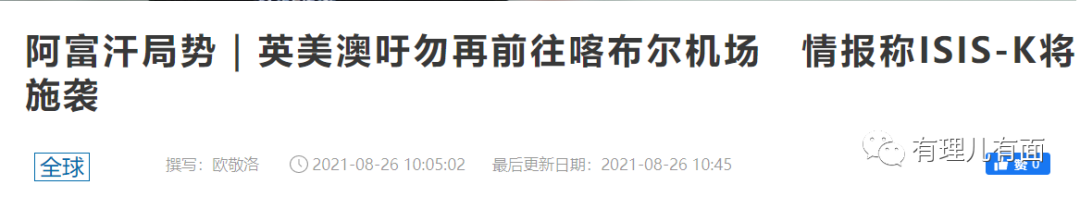 阿富汗局势｜英美澳吁勿再前往喀布尔机场　情报称ISIS-K将
施袭
全球 撰写：欧敬洛 2021-08-26 10:05:02 最后更新日期：2021-08-26 10:45 有理儿有面
赞 0